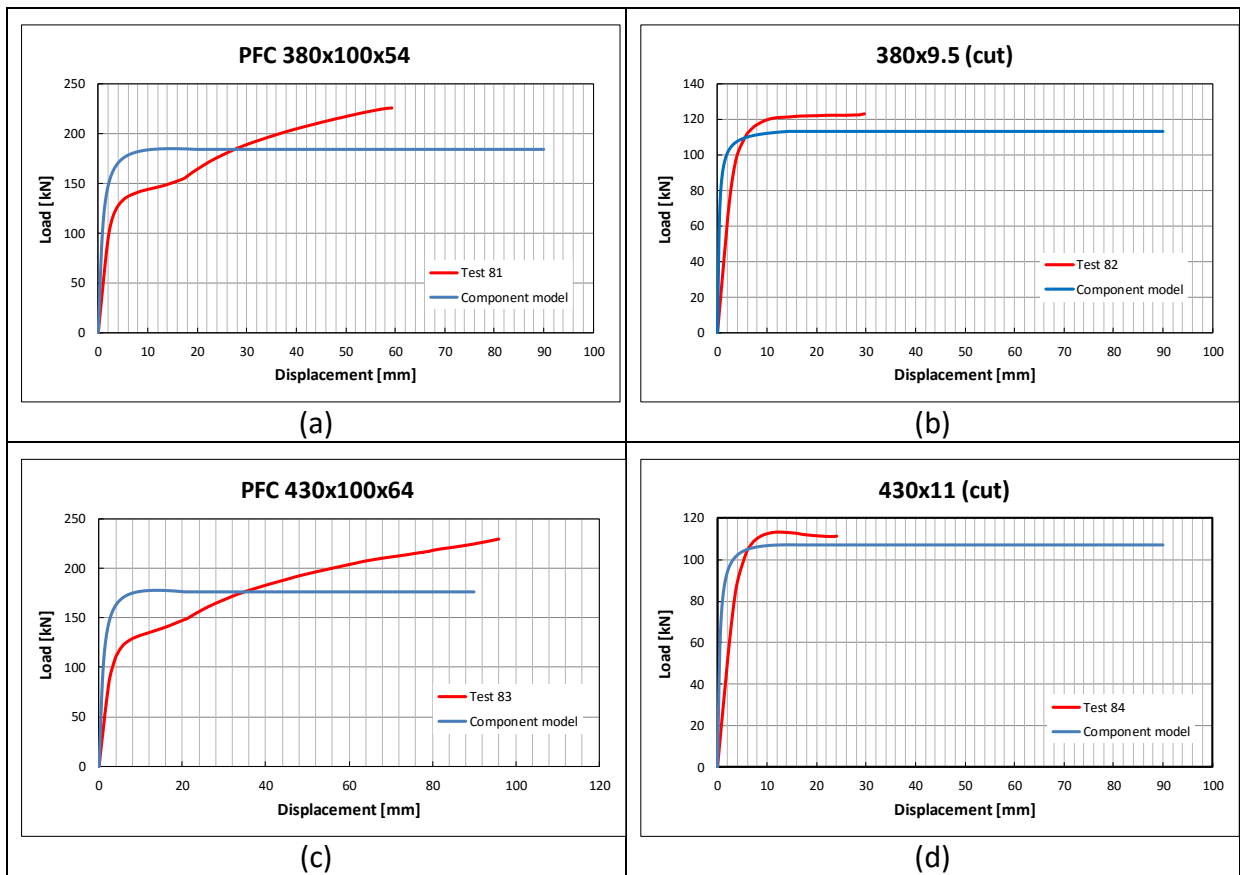 PFC 380x100x54
250
200
150
100
50
0
Load [kN]
0 10 20 30 40 50 60 70 80 90 100
Displacement [mm]
Test 81
Component model
(a)
380x9.5 (cut)
140
120
100
80
60
40
20
0
Load [kN]
0 10 20 30 40 50 60 70 80 90 100
Displacement [mm]
Test 82
Component model
(b)
PFC 430x100x64
250
200
150
100
50
0
Load [kN]
0 20 40 60 80 100 120
Displacement [mm]
Test 83
Component model
(c)
430x11 (cut)
120
100
80
60
40
20
0
Load [kN]
0 10 20 30 40 50 60 70 80 90 100
Displacement [mm]
Test 84
Component model
(d)